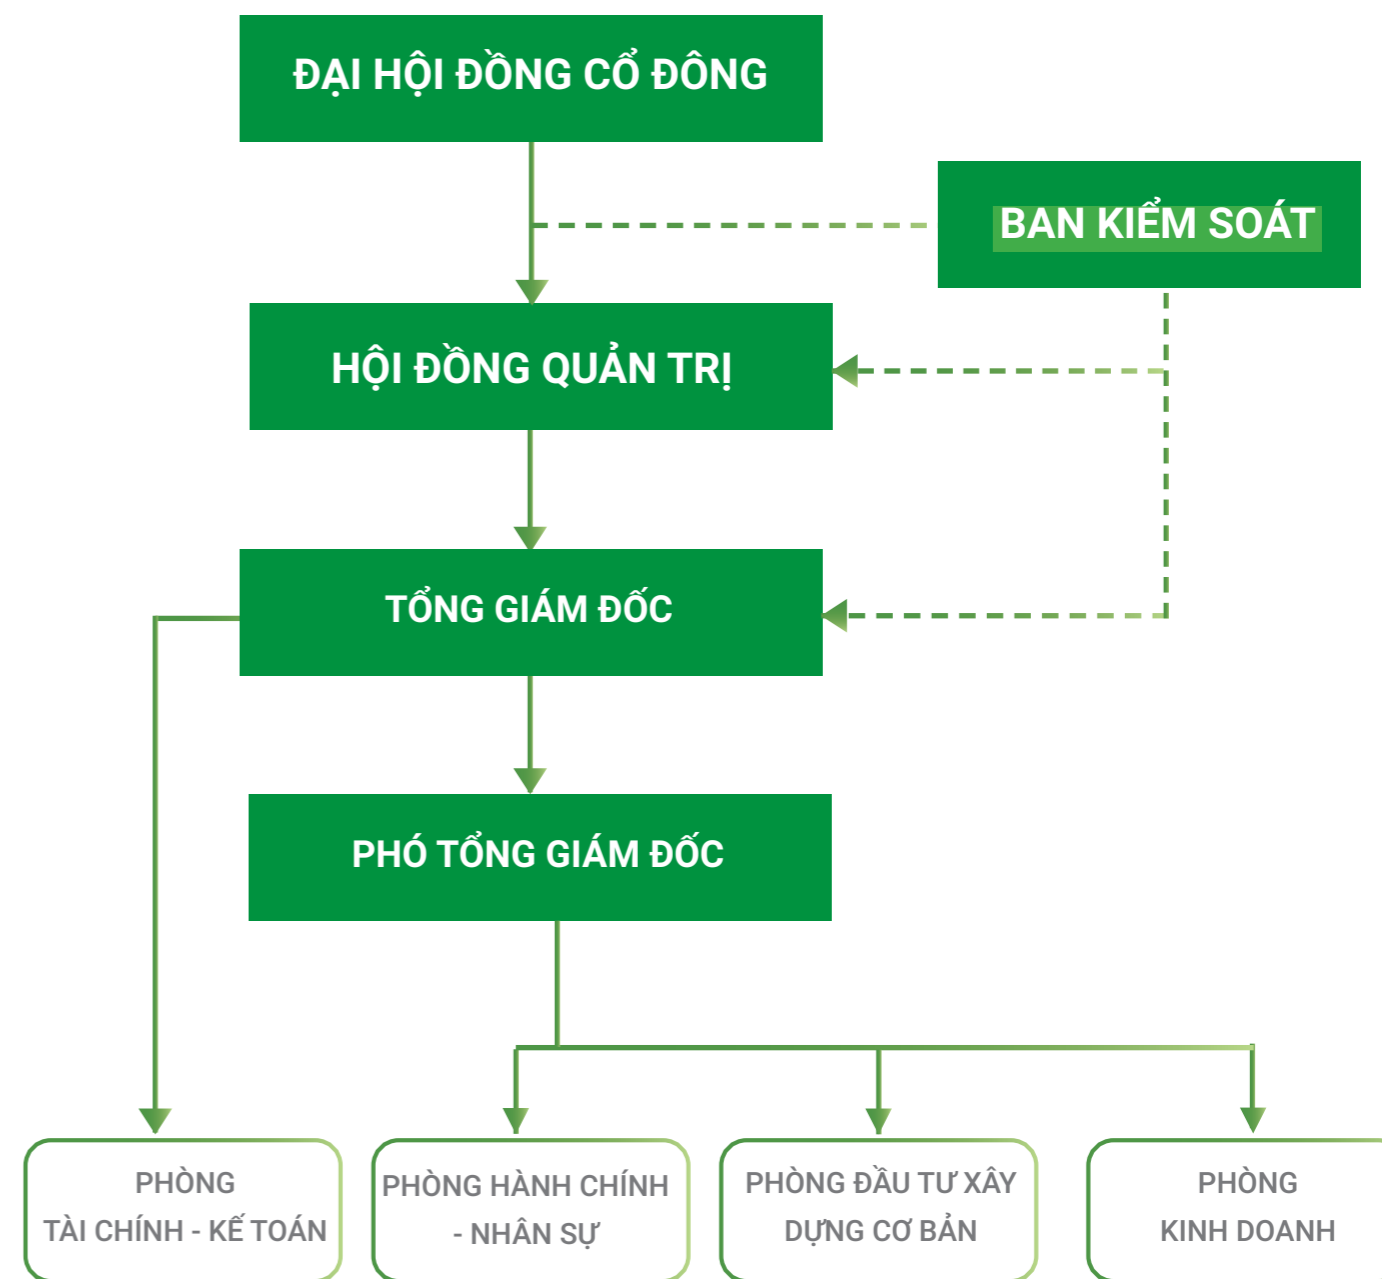 ĐẠI HỘI ĐỒNG CỔ ĐÔNG
BAN KIỂM SOÁT
HỘI ĐỒNG QUẢN TRỊ
TỔNG GIÁM ĐỐC
PHÓ TỔNG GIÁM ĐỐC
PHÒNG
TÀI CHÍNH - KẾ TOÁN
PHÒNG HÀNH CHÍNH
- NHÂN SỰ
PHÒNG ĐẦU TƯ XÂY
DỰNG CƠ BẢN
PHÒNG
KINH DOANH